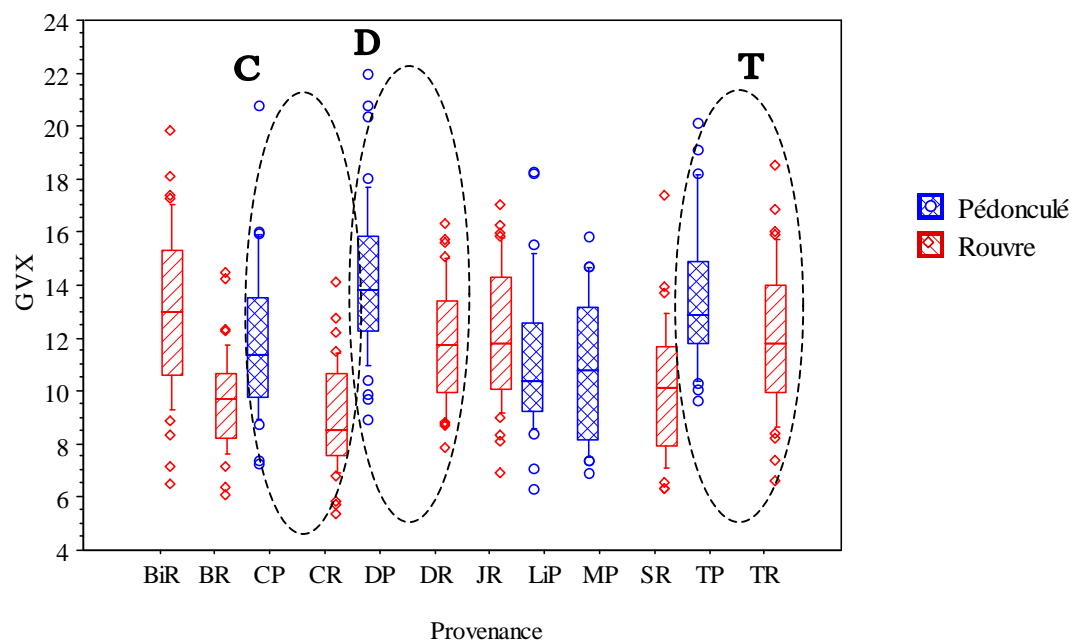 24
22
20
18
16
14
12
10
8
6
4
GVX
C
D
T
BiR BR CP CR DP DR JR LiP MP SR TP TR
Provenance
Pédonculé
Rouvre